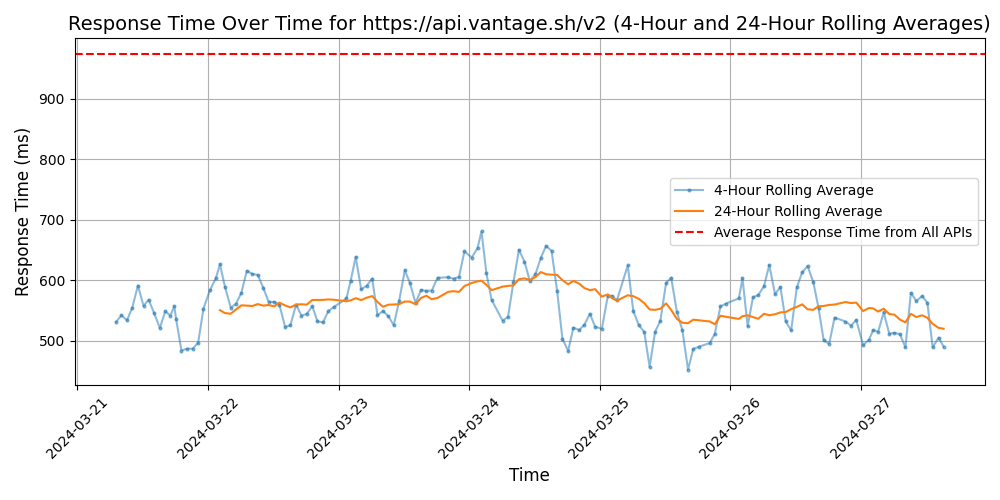 Response Time Over Time for https://api.vantage.sh/v2 (4-Hour and 24-Hour Rolling Averages)
Response Time (ms)
900
800
700
600
500
4-Hour Rolling Average
24-Hour Rolling Average
Average Response Time from All APIs
2024-03-21
2024-03-22
2024-03-23
2024-03-24
2024-03-25
2024-03-26
2024-03-27
Time